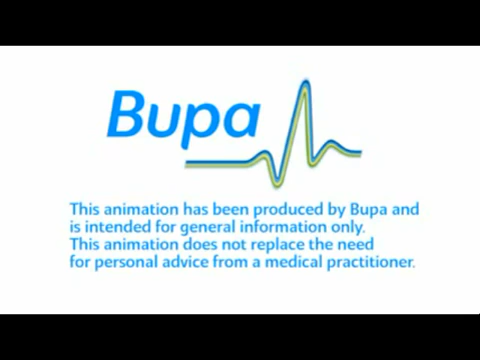 Bupa
This animation has been produced by Bupa and
is intended for general information only.
This animation does not replace the need
for personal advice from a medical practitioner.